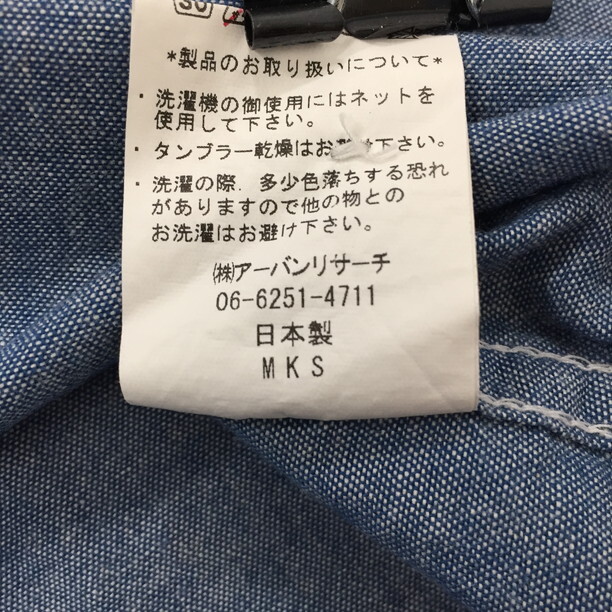 30
*製品のお取り扱いについて*
・洗濯機の御使用にはネットを
使用して下さい。
・タンブラー乾燥はお避け下さい。
・洗濯の際、多少色落ちする恐れ
がありますので他の物との
お洗濯はお避け下さい。
㈱アーバンリサーチ
06-6251-4711
日本製
MKS